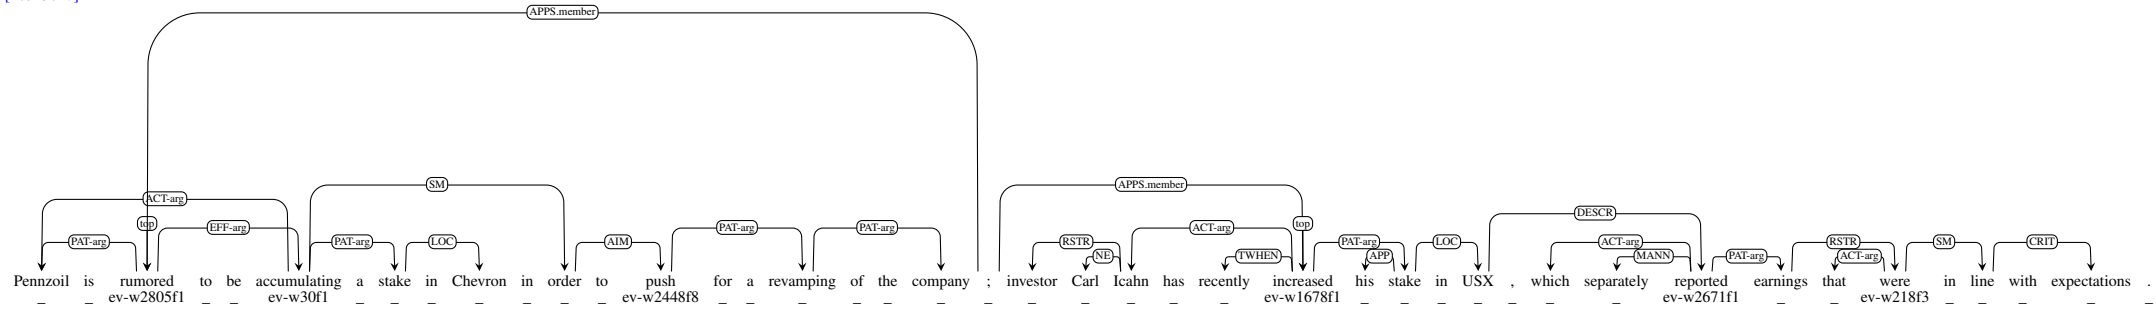 APPS.member
SM APPS.member
ACT-arg DESCR
top EFF-arg PAT-arg PAT-arg ACT-arg top
PAT-arg PAT-arg LOC AIM RSTR PAT-arg LOC ACT-arg RSTR SM CRIT
NE TWHEN APP MANN PAT-arg ACT-arg
Pennzoil is rumored to be accumulating a stake in Chevron in order to push for a revamping of the company ; investor Carl Icahn has recently increased his stake in USX , which separately reported earnings that were in line with expectations .
_ _ ev-w2805f1 _ _ ev-w30f1 _ _ _ _ _ _ _ ev-w2448f8 _ _ _ _ _ _ _ _ _ _ _ _ ev-w1678f1 _ _ _ _ _ _ _ ev-w2671f1 _ _ ev-w218f3 _ _ _ _ _